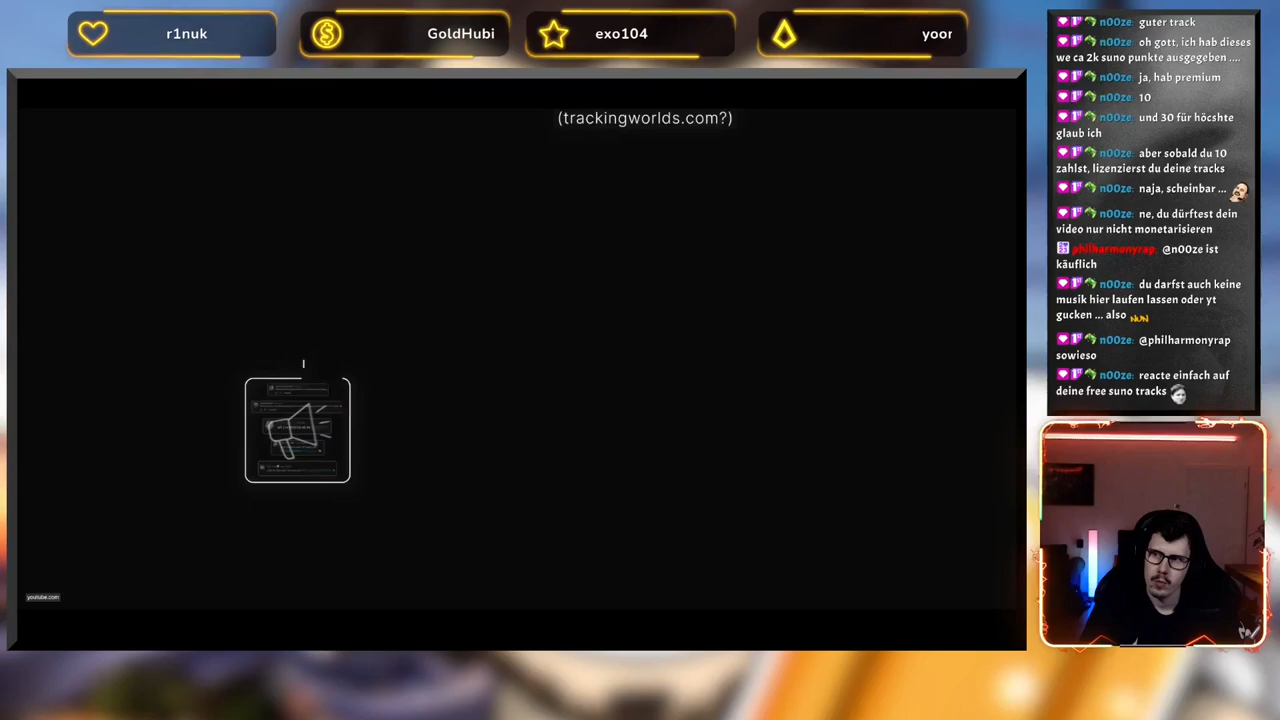 r1nuk
GoldHubi
exo104
yoor
(trackingworlds.com?)
I
youtube.com
n00ze: guter track
n00ze: oh gott, ich hab dieses
we ca 2k suno punkte ausgegeben ....
n00ze: ja, hab premium
n00ze: 10
n00ze: und 30 für höcshte
glaub ich
n00ze: aber sobald du 10
zahlst, lizenzierst du deine tracks
n00ze: naja, scheinbar ...
n00ze: ne, du dürftest dein
video nur nicht monetarisieren
philharmonyrap: @n00ze ist
käuflich
n00ze: du darfst auch keine
musik hier laufen lassen oder yt
gucken ... also NUN
n00ze: @philharmonyrap
sowieso
n00ze: reacte einfach auf
deine free suno tracks